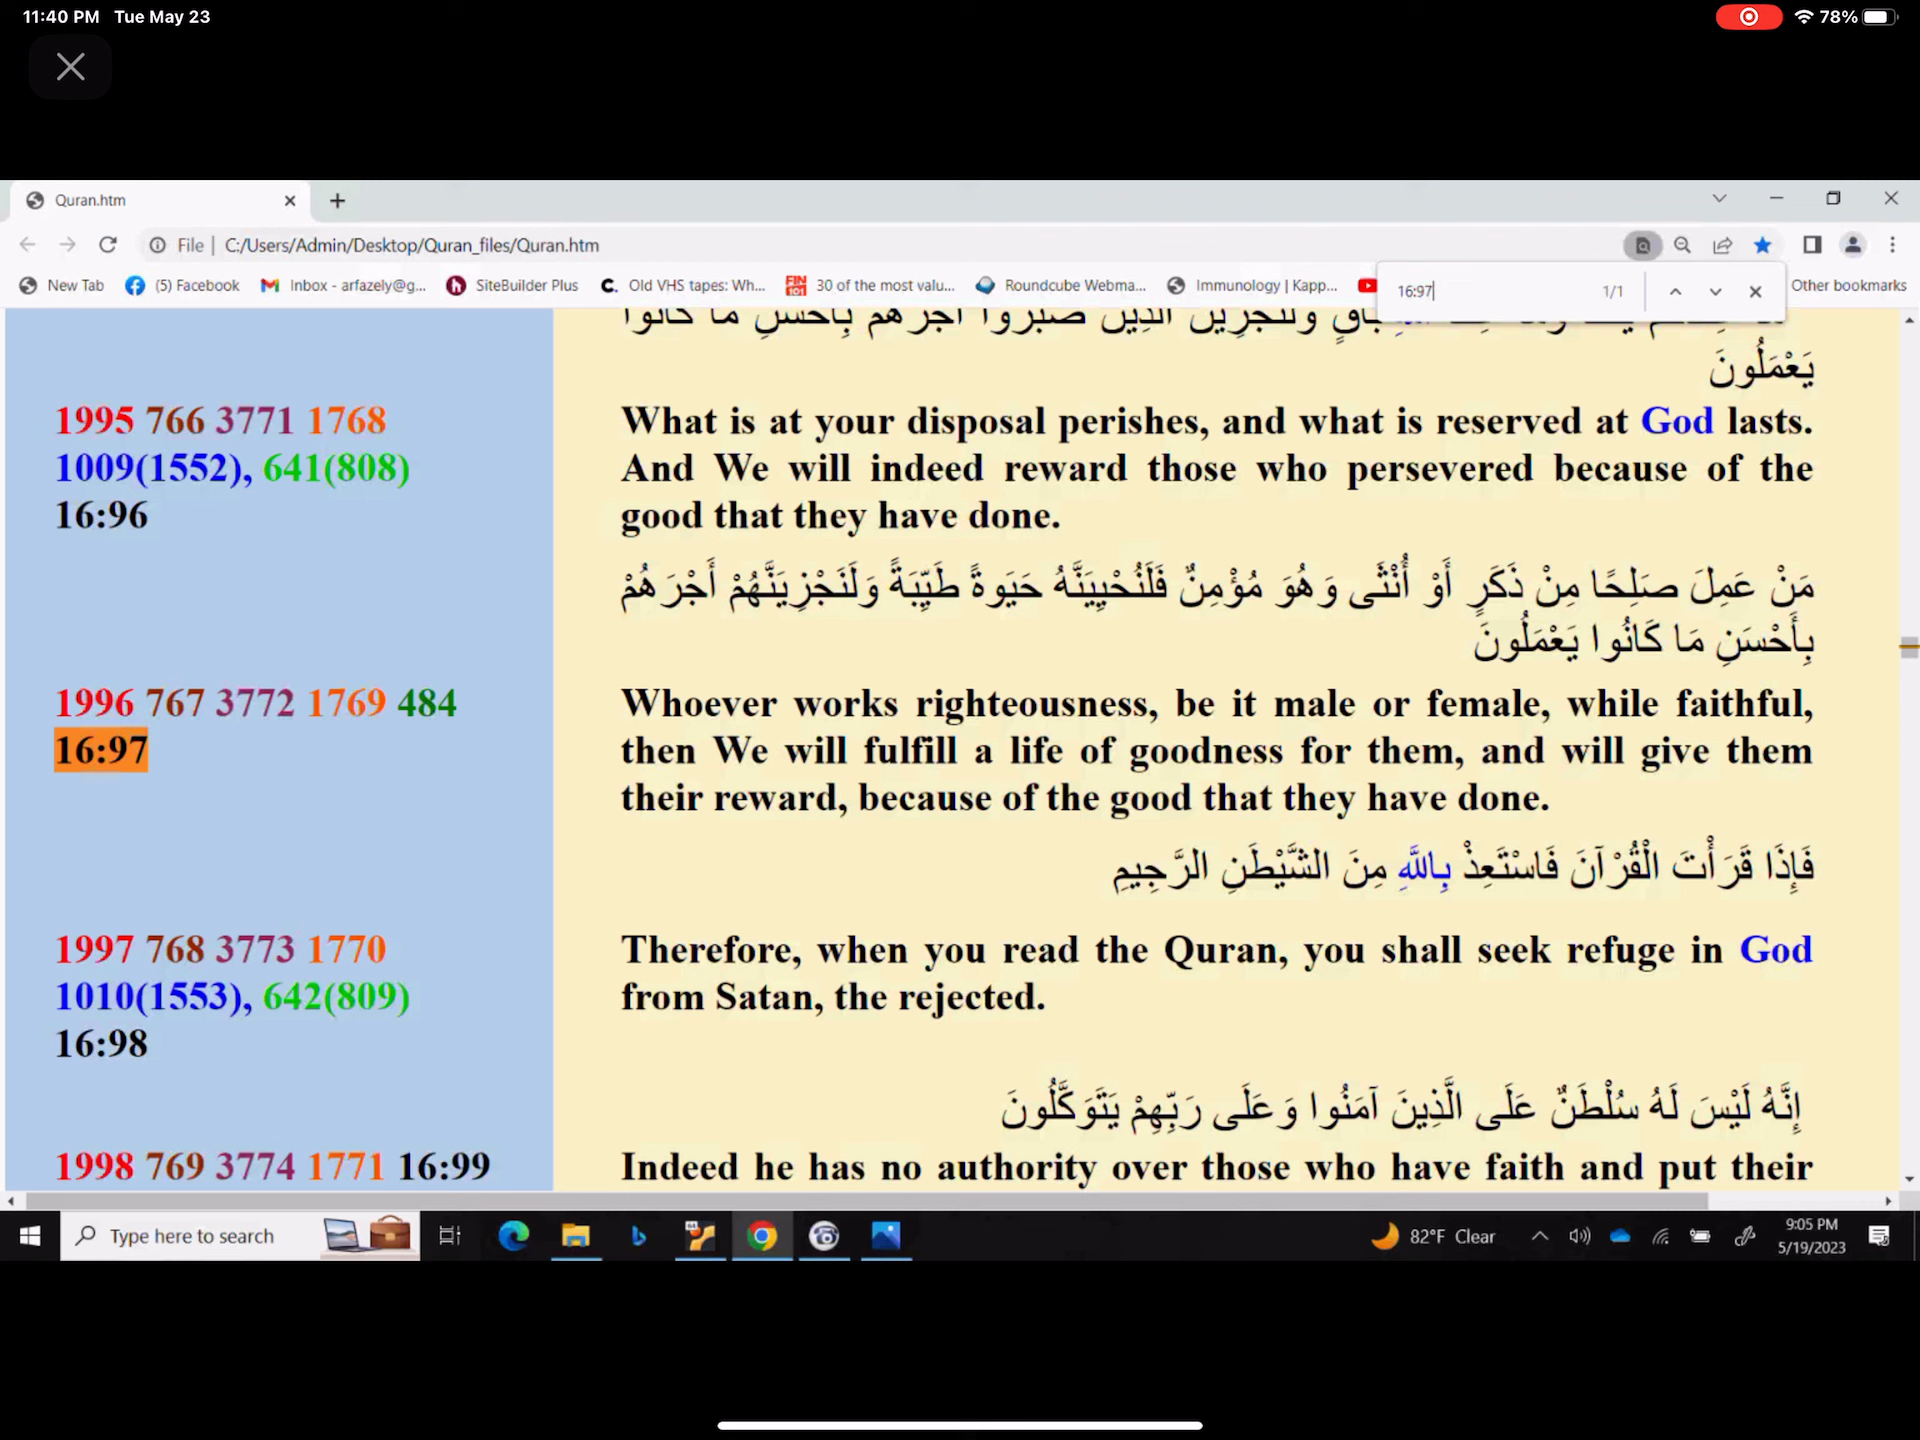 11:40 PM Tue May 23
78%
Quran.htm
File | C:/Users/Admin/Desktop/Quran_files/Quran.htm
New Tab (5) Facebook Inbox - arfazely@g... SiteBuilder Plus Old VHS tapes: Wh... FIN 101 30 of the most valu... Roundcube Webma... Immunology | Kapp... Other bookmarks
16:97 1/1
بَاقٍ وَلَنَجْزِيَنَّ الَّذِينَ صَبَرُوا أَجْرَهُمْ بِأَحْسَنِ مَا كَانُوا
يَعْمَلُونَ
1995 766 3771 1768
1009(1552), 641(808)
16:96
What is at your disposal perishes, and what is reserved at God lasts.
And We will indeed reward those who persevered because of the
good that they have done.
مَنْ عَمِلَ صَلِحًا مِنْ ذَكَرٍ أَوْ أُنْثَى وَهُوَ مُؤْمِنٌ فَلَنُحْيِيَنَّهُ حَيَوةً طَيِّبَةً وَلَنَجْزِيَنَّهُمْ أَجْرَهُمْ
بِأَحْسَنِ مَا كَانُوا يَعْمَلُونَ
1996 767 3772 1769 484
16:97
Whoever works righteousness, be it male or female, while faithful,
then We will fulfill a life of goodness for them, and will give them
their reward, because of the good that they have done.
فَإِذَا قَرَأْتَ الْقُرْآنَ فَاسْتَعِذْ بِاللَّهِ مِنَ الشَّيْطَنِ الرَّجِيمِ
1997 768 3773 1770
1010(1553), 642(809)
16:98
Therefore, when you read the Quran, you shall seek refuge in God
from Satan, the rejected.
إِنَّهُ لَيْسَ لَهُ سُلْطَنٌ عَلَى الَّذِينَ آمَنُوا وَعَلَى رَبِّهِمْ يَتَوَكَّلُونَ
1998 769 3774 1771 16:99
Indeed he has no authority over those who have faith and put their
Type here to search
82°F Clear
9:05 PM
5/19/2023